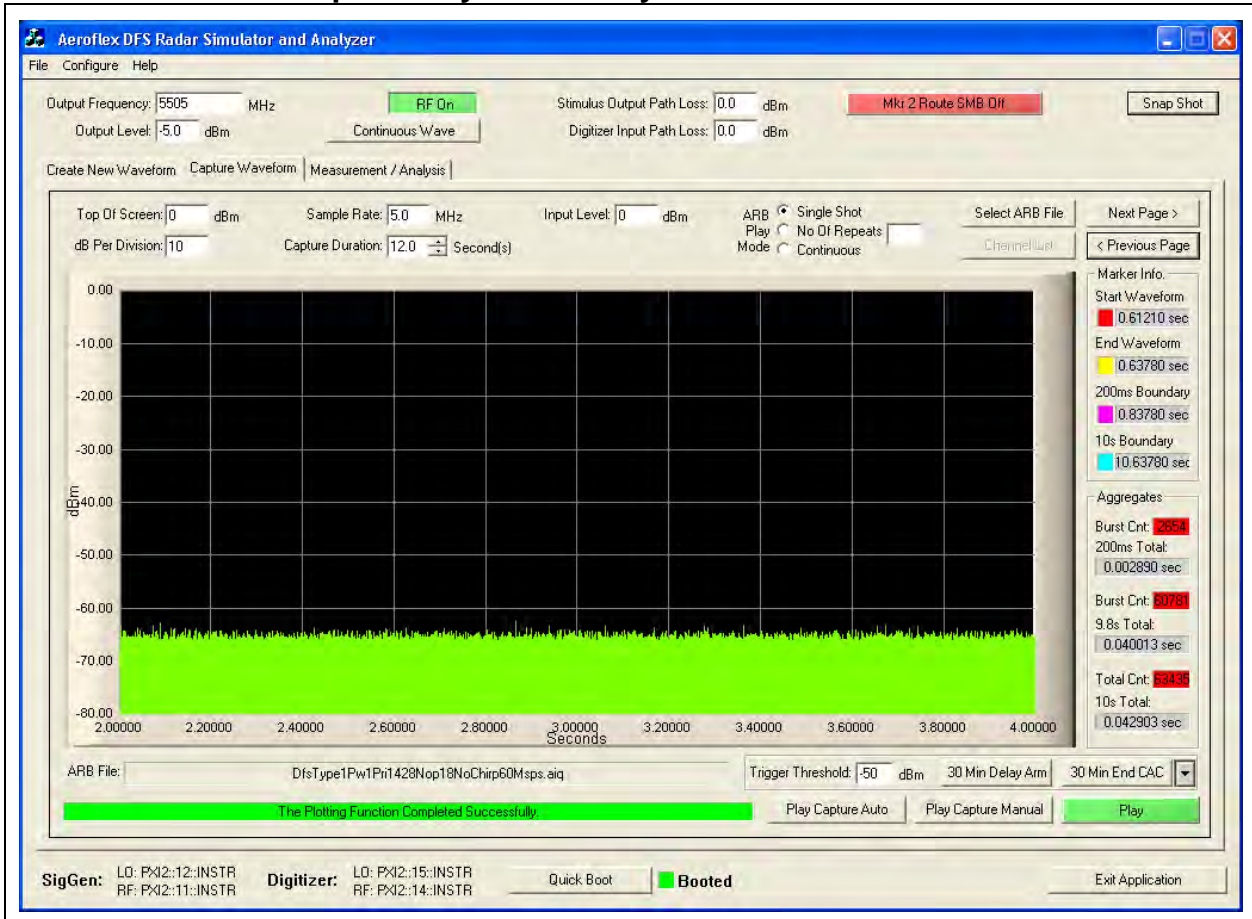 Aeroflex DFS Radar Simulator and Analyzer
File Configure Help
Output Frequency: 5505 MHz RF On Stimulus Output Path Loss: 0.0 dBm Mkr 2 Route SMB Off Snap Shot
Output Level: -5.0 dBm Continuous Wave Digitizer Input Path Loss: 0.0 dBm
Create New Waveform Capture Waveform Measurement / Analysis
Top Of Screen: 0 dBm Sample Rate: 5.0 MHz Input Level: 0 dBm ARB Play Mode Single Shot Select ARB File Next Page >
No Of Repeats
dB Per Division: 10 Capture Duration: 12.0 Second(s) Continuous Channel List < Previous Page
Marker Info.
Start Waveform
0.61210 sec
End Waveform
0.63780 sec
200ms Boundary
0.83780 sec
10s Boundary
10.63780 sec
Aggregates
Burst Cnt: 2654
200ms Total:
0.002890 sec
Burst Cnt: 60781
9.8s Total:
0.040013 sec
Total Cnt: 63435
10s Total:
0.042903 sec
0.00
-10.00
-20.00
-30.00
-40.00
-50.00
-60.00
-70.00
-80.00
dBm
2.00000 2.20000 2.40000 2.60000 2.80000 3.00000 3.20000 3.40000 3.60000 3.80000 4.00000
Seconds
ARB File: DfsType1Pw1Pri1428Nop18NoChirp60Msps.aiq Trigger Threshold: -50 dBm 30 Min Delay Arm 30 Min End CAC
The Plotting Function Completed Successfully. Play Capture Auto Play Capture Manual Play
SigGen: LO: PXI2::12::INSTR Digitizer: LO: PXI2::15::INSTR Quick Boot Booted Exit Application
RF: PXI2::11::INSTR RF: PXI2::14::INSTR